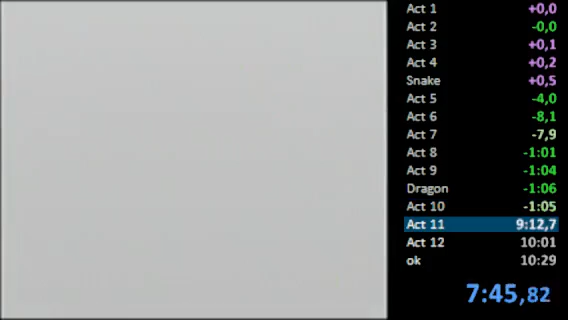 Act 1 +0,0
Act 2 -0,0
Act 3 +0,1
Act 4 +0,2
Snake +0,5
Act 5 -4,0
Act 6 -8,1
Act 7 -7,9
Act 8 -1:01
Act 9 -1:04
Dragon -1:06
Act 10 -1:05
Act 11 9:12,7
Act 12 10:01
ok 10:29
7:45,82